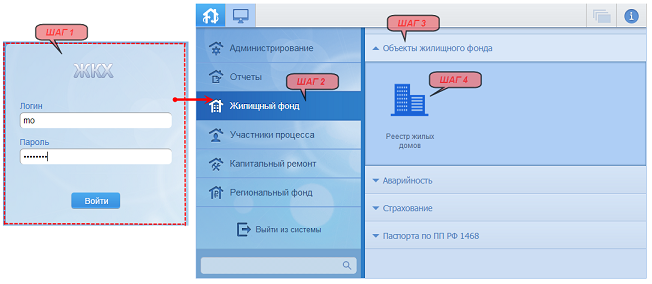 ШАГ 1
ЖКХ
Логин
mo
Пароль
••••••••
Войти
ШАГ 2
Администрирование
Отчеты
Жилищный фонд
Участники процесса
Капитальный ремонт
Региональный фонд
Выйти из системы
ШАГ 3
Объекты жилищного фонда
ШАГ 4
Реестр жилых
домов
Аварийность
Страхование
Паспорта по ПП РФ 1468